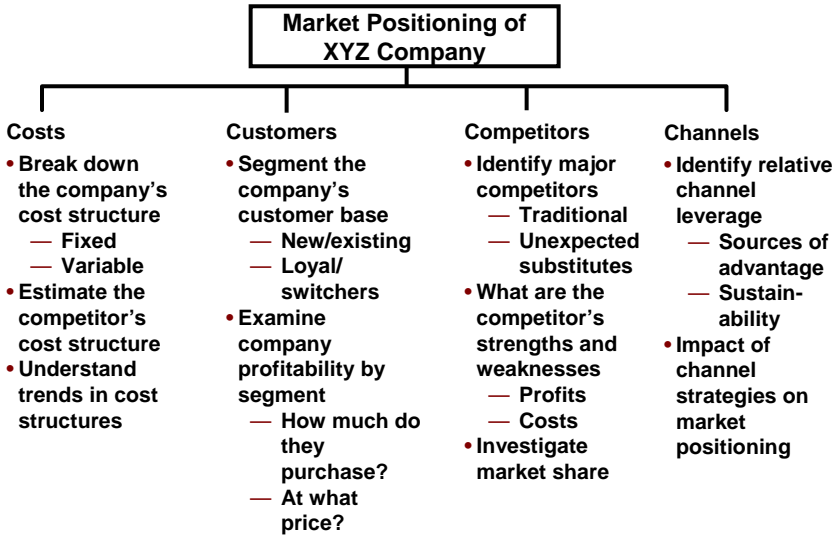 Market Positioning of
XYZ Company
Costs
• Break down
the company's
cost structure
— Fixed
— Variable
• Estimate the
competitor's
cost structure
• Understand
trends in cost
structures
Customers
• Segment the
company's
customer base
— New/existing
— Loyal/
switchers
• Examine
company
profitability by
segment
— How much do
they
purchase?
— At what
price?
Competitors
• Identify major
competitors
— Traditional
— Unexpected
substitutes
• What are the
competitor's
strengths and
weaknesses
— Profits
— Costs
• Investigate
market share
Channels
• Identify relative
channel
leverage
— Sources of
advantage
— Sustain-
ability
• Impact of
channel
strategies on
market
positioning